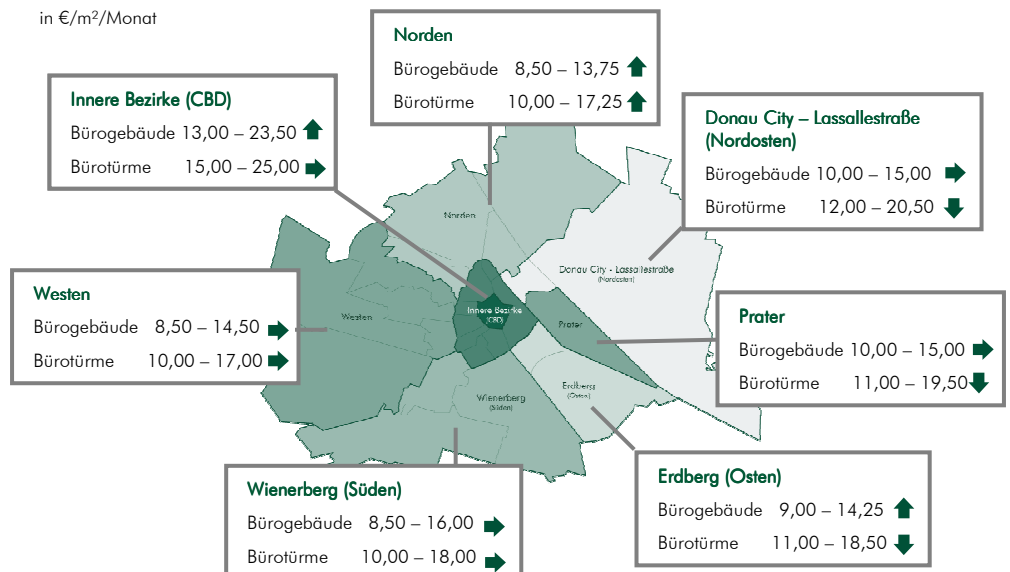 in €/m²/Monat
Norden
Bürogebäude 8,50 – 13,75
Bürotürme 10,00 – 17,25
Innere Bezirke (CBD)
Bürogebäude 13,00 – 23,50
Bürotürme 15,00 – 25,00
Donau City – Lassallestraße
(Nordosten)
Bürogebäude 10,00 – 15,00
Bürotürme 12,00 – 20,50
Norden
Donau City - Lassallestraße
(Nordosten)
Westen
Bürogebäude 8,50 – 14,50
Bürotürme 10,00 – 17,00
Westen
Innere Bezirke
(CBD)
Prater
Prater
Bürogebäude 10,00 – 15,00
Bürotürme 11,00 – 19,50
Wienerberg
(Süden)
Erdberg
(Osten)
Wienerberg (Süden)
Bürogebäude 8,50 – 16,00
Bürotürme 10,00 – 18,00
Erdberg (Osten)
Bürogebäude 9,00 – 14,25
Bürotürme 11,00 – 18,50